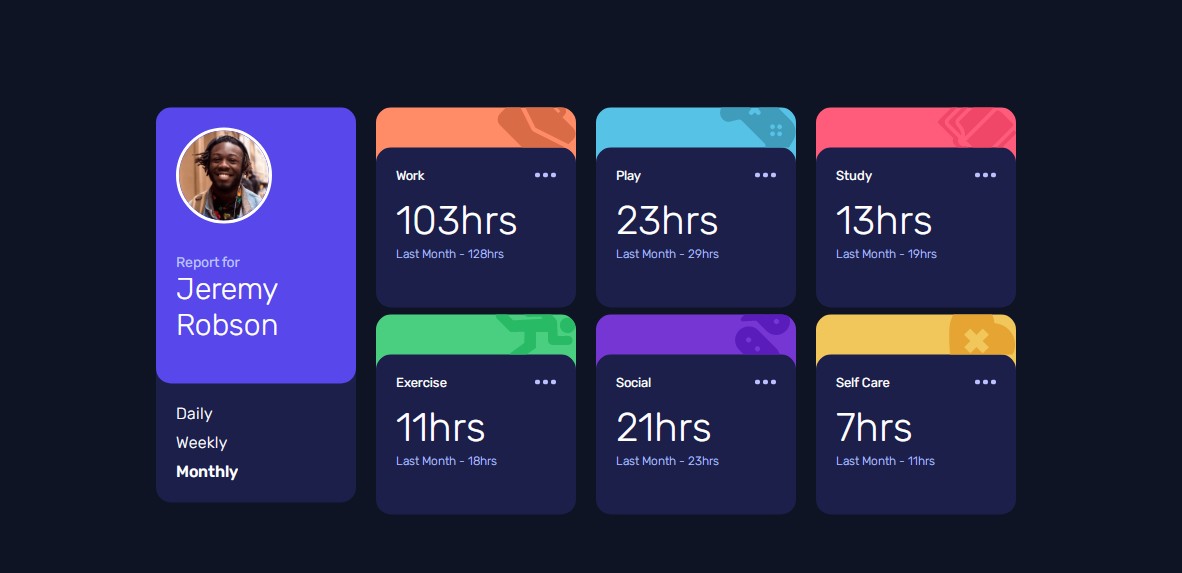 Report for
Jeremy
Robson
Daily
Weekly
Monthly
Work
103hrs
Last Month - 128hrs
Play
23hrs
Last Month - 29hrs
Study
13hrs
Last Month - 19hrs
Exercise
11hrs
Last Month - 18hrs
Social
21hrs
Last Month - 23hrs
Self Care
7hrs
Last Month - 11hrs